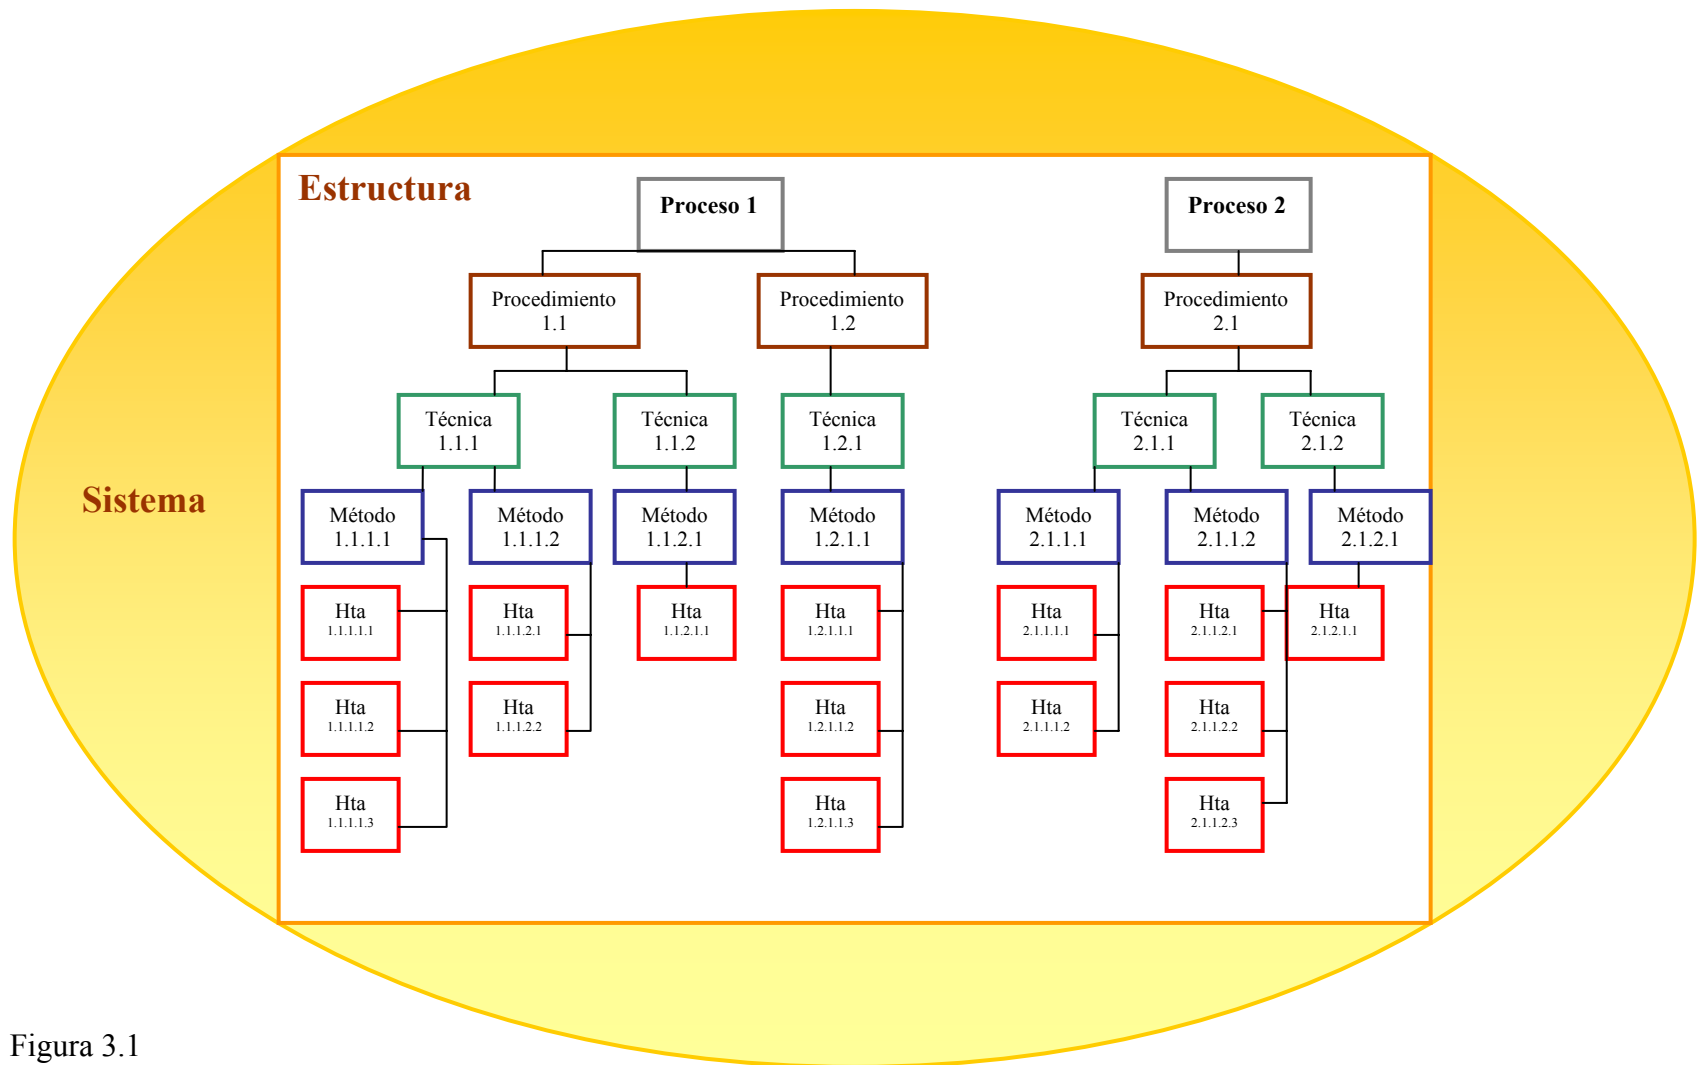 Estructura
Proceso 1
Proceso 2
Procedimiento
1.1
Procedimiento
1.2
Procedimiento
2.1
Técnica
1.1.1
Técnica
1.1.2
Técnica
1.2.1
Técnica
2.1.1
Técnica
2.1.2
Sistema
Método
1.1.1.1
Método
1.1.1.2
Método
1.1.2.1
Método
1.2.1.1
Método
2.1.1.1
Método
2.1.1.2
Método
2.1.2.1
Hta
1.1.1.1.1
Hta
1.1.1.2.1
Hta
1.1.2.1.1
Hta
1.2.1.1.1
Hta
2.1.1.1.1
Hta
2.1.1.2.1
Hta
2.1.2.1.1
Hta
1.1.1.1.2
Hta
1.1.1.2.2
Hta
1.2.1.1.2
Hta
2.1.1.1.2
Hta
2.1.1.2.2
Hta
1.1.1.1.3
Hta
1.2.1.1.3
Hta
2.1.1.2.3
Figura 3.1